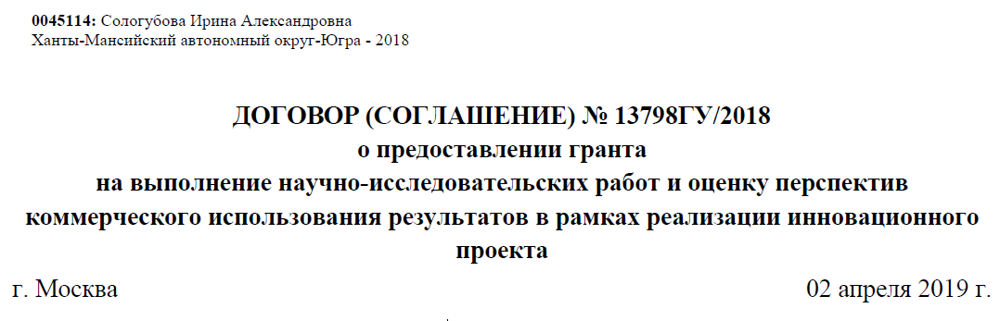 0045114: Сологубова Ирина Александровна
Ханты-Мансийский автономный округ-Югра - 2018
ДОГОВОР (СОГЛАШЕНИЕ) № 13798ГУ/2018
о предоставлении гранта
на выполнение научно-исследовательских работ и оценку перспектив
коммерческого использования результатов в рамках реализации инновационного
проекта
г. Москва 02 апреля 2019 г.